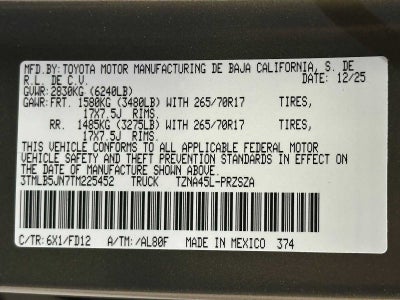 MFD.BY:TOYOTA MOTOR MANUFACTURING DE BAJA CALIFORNIA, S. DE
R.L. DE C.V. DATE: 12/25
GVWR: 2830KG (6240LB)
GAWR:FRT. 1580KG (3480LB) WITH 265/70R17 TIRES,
17X7.5J RIMS.
RR. 1485KG (3275LB) WITH 265/70R17 TIRES,
17X7.5J RIMS.
THIS VEHICLE CONFORMS TO ALL APPLICABLE FEDERAL MOTOR
VEHICLE SAFETY AND THEFT PREVENTION STANDARDS IN EFFECT ON
THE DATE OF MANUFACTURE SHOWN ABOVE.
3TMLB5JN7TM225452 TRUCK TZNA45L-PRZSZA
C/TR: 6X1/FD12 A/TM: /AL80F MADE IN MEXICO 374